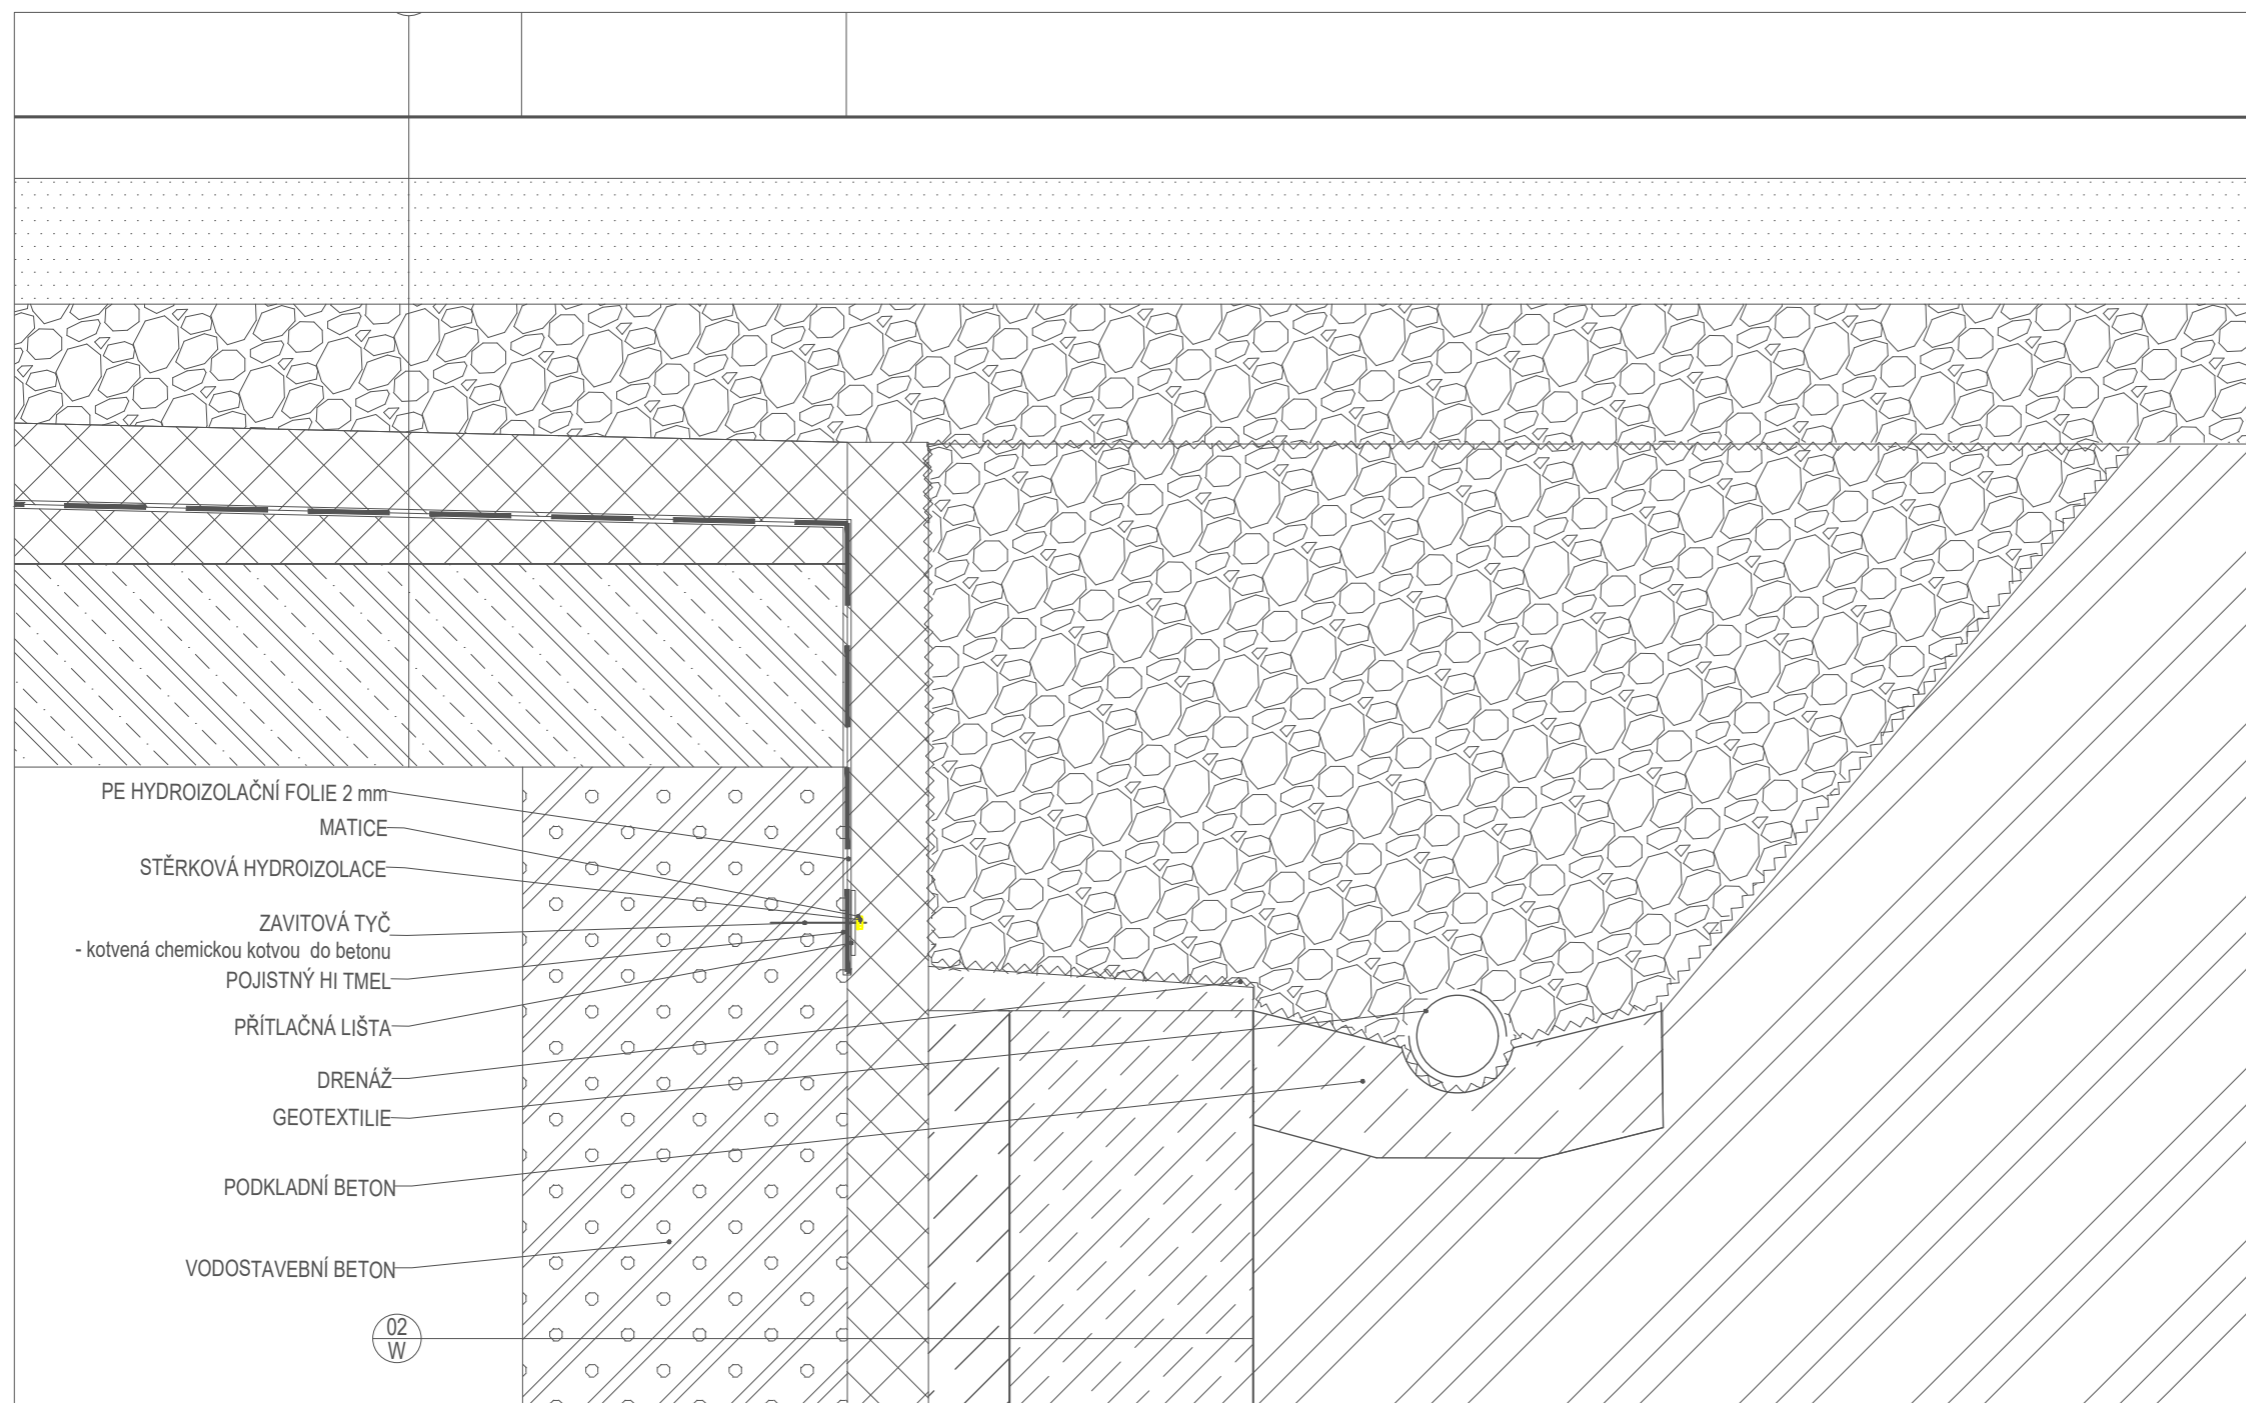 PE HYDROIZOLAČNÍ FOLIE 2 mm
MATICE
STĚRKOVÁ HYDROIZOLACE
ZAVITOVÁ TYČ
- kotvená chemickou kotvou do betonu
POJISTNÝ HI TMEL
PŘÍTLAČNÁ LIŠTA
DRENÁŽ
GEOTEXTILIE
PODKLADNÍ BETON
VODOSTAVEBNÍ BETON
02
W